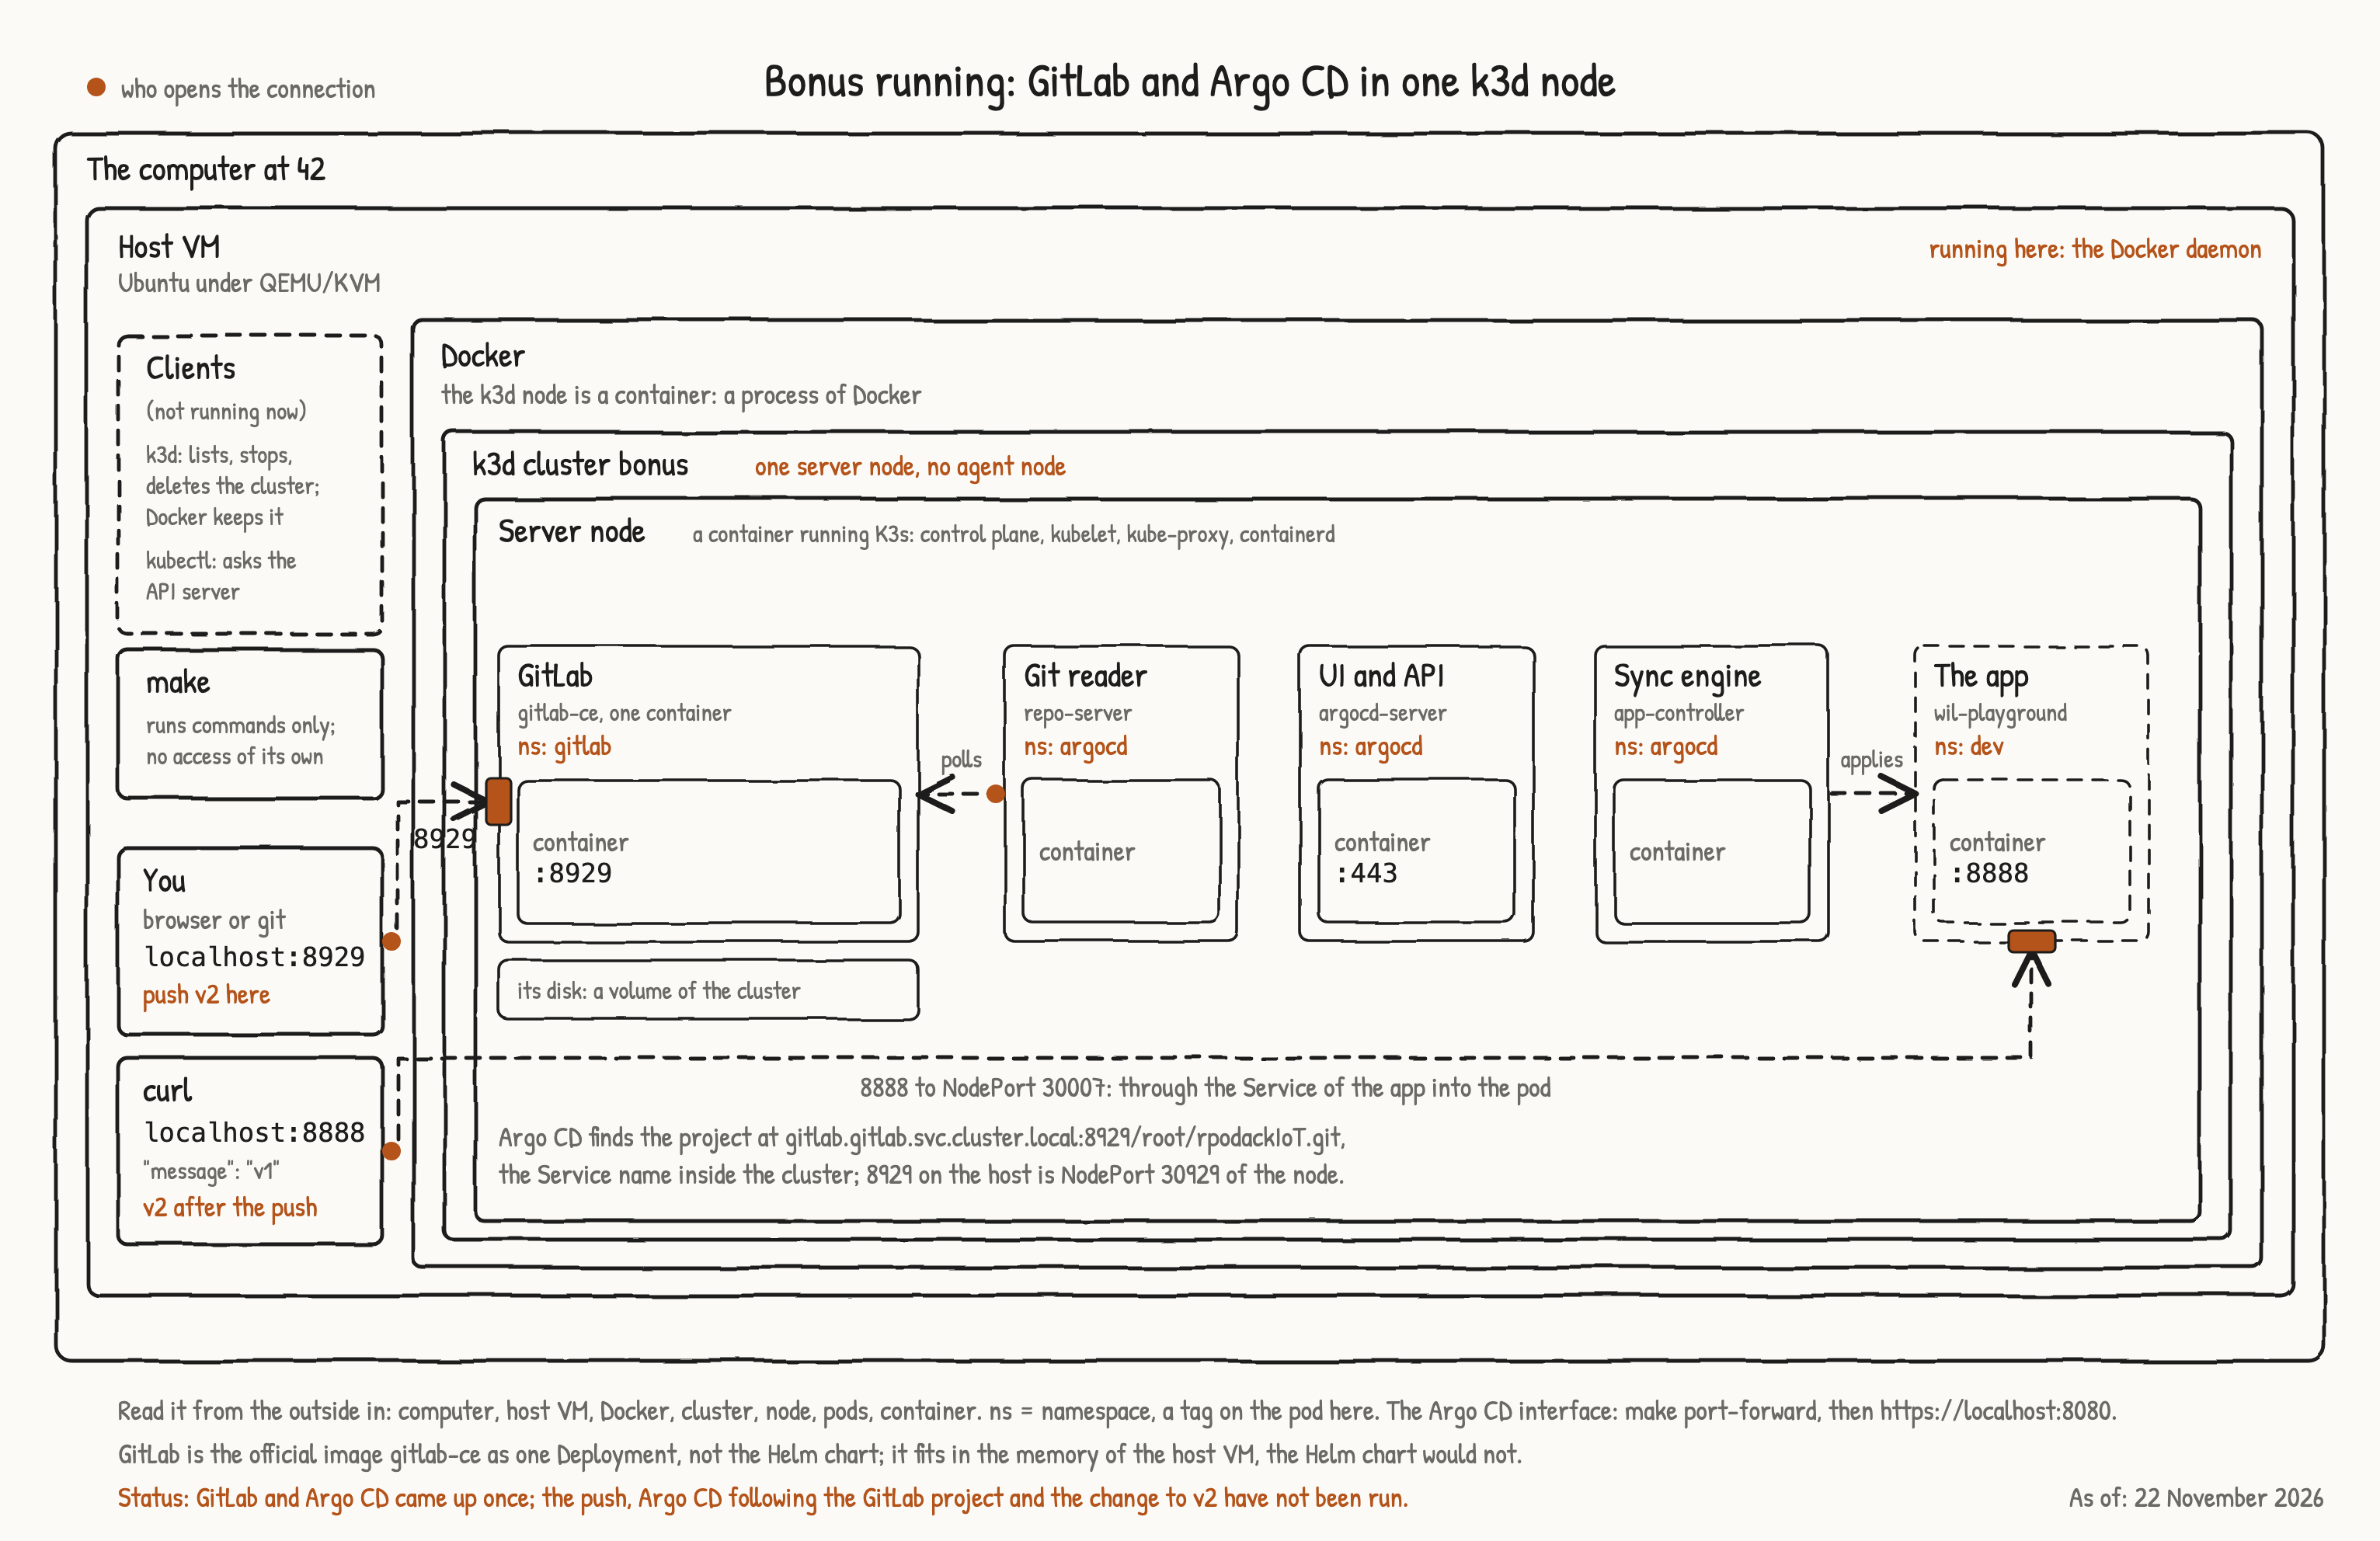 who opens the connection
Bonus running: GitLab and Argo CD in one k3d node
The computer at 42
Host VM
Ubuntu under QEMU/KVM
running here: the Docker daemon
Clients
(not running now)
k3d: lists, stops,
deletes the cluster;
Docker keeps it
kubectl: asks the
API server
make
runs commands only;
no access of its own
You
browser or git
localhost:8929
push v2 here
curl
localhost:8888
"message": "v1"
v2 after the push
Docker
the k3d node is a container: a process of Docker
k3d cluster bonus
one server node, no agent node
Server node
a container running K3s: control plane, kubelet, kube-proxy, containerd
8929
GitLab
gitlab-ce, one container
ns: gitlab
container
:8929
its disk: a volume of the cluster
polls
Git reader
repo-server
ns: argocd
container
UI and API
argocd-server
ns: argocd
container
:443
Sync engine
app-controller
ns: argocd
container
applies
The app
wil-playground
ns: dev
container
:8888
8888 to NodePort 30007: through the Service of the app into the pod
Argo CD finds the project at gitlab.gitlab.svc.cluster.local:8929/root/rpodackIoT.git,
the Service name inside the cluster; 8929 on the host is NodePort 30929 of the node.
Read it from the outside in: computer, host VM, Docker, cluster, node, pods, container. ns = namespace, a tag on the pod here. The Argo CD interface: make port-forward, then https://localhost:8080.
GitLab is the official image gitlab-ce as one Deployment, not the Helm chart; it fits in the memory of the host VM, the Helm chart would not.
Status: GitLab and Argo CD came up once; the push, Argo CD following the GitLab project and the change to v2 have not been run.
As of: 22 November 2026